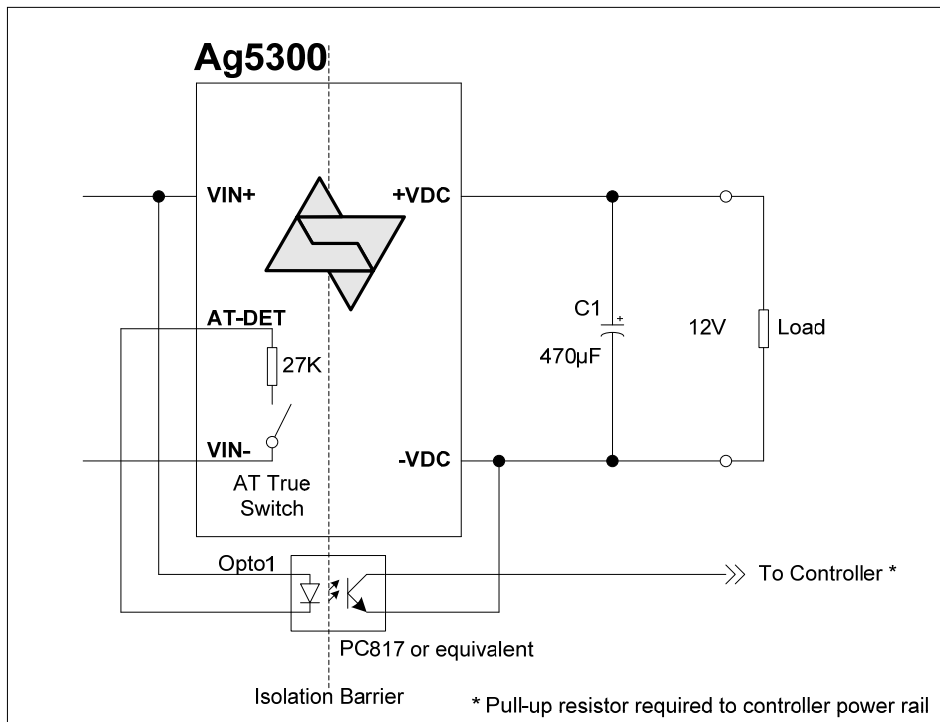 Ag5300
VIN+
+VDC
AT-DET
27K
C1
+
470µF
12V
Load
VIN-
-VDC
AT True
Switch
Opto1
To Controller *
PC817 or equivalent
Isolation Barrier
* Pull-up resistor required to controller power rail